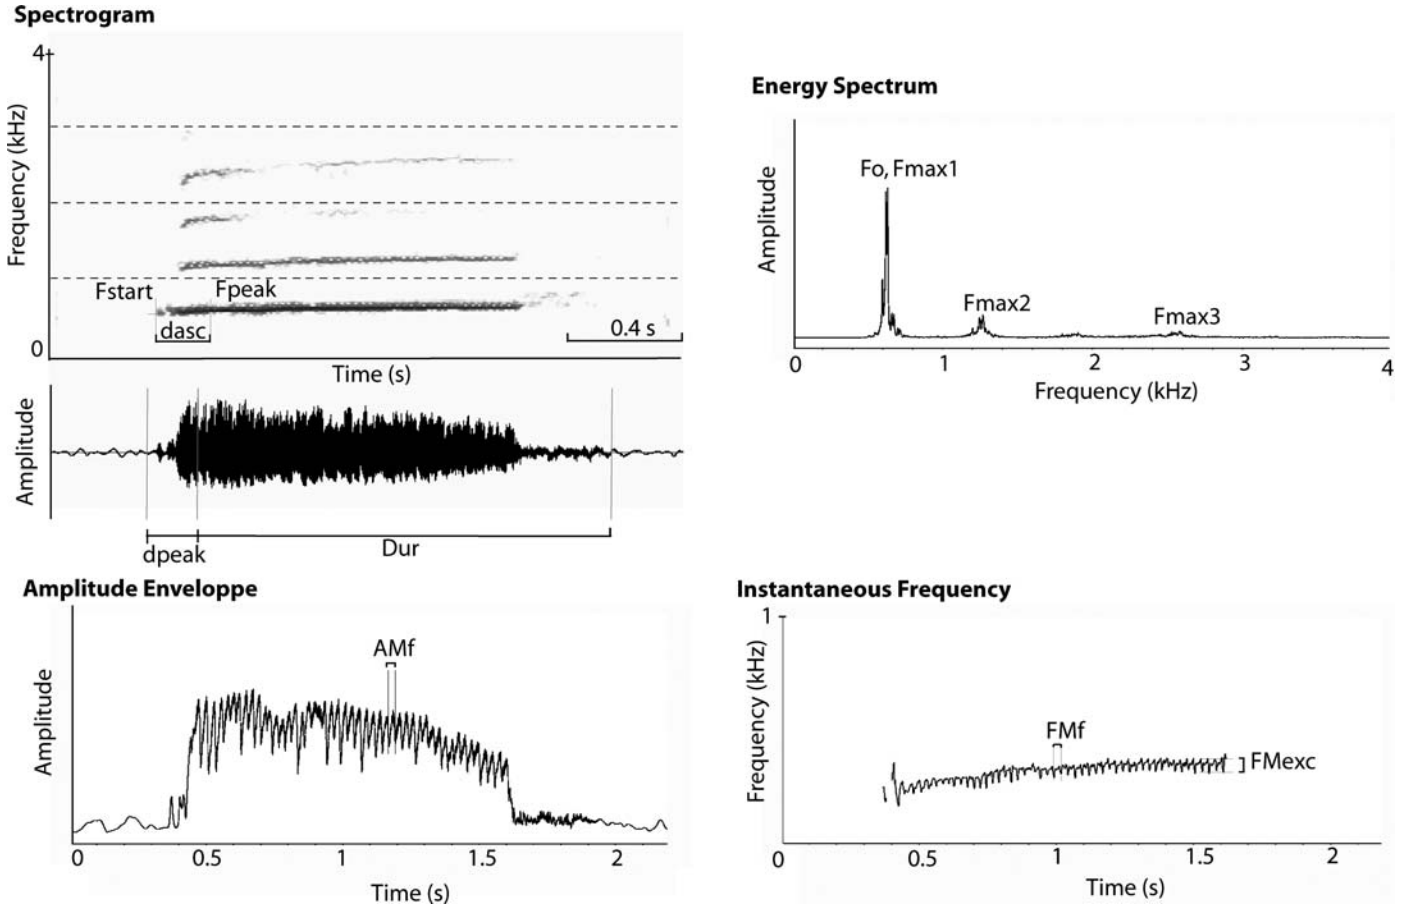 Spectrogram
4
Frequency (kHz)
Fstart
Fpeak
dasc
0.4 s
0
Time (s)
Amplitude
dpeak
Dur
Energy Spectrum
Amplitude
Fo, Fmax1
Fmax2
Fmax3
0 1 2 3 4
Frequency (kHz)
Amplitude Enveloppe
Amplitude
AMf
0 0.5 1 1.5 2
Time (s)
Instantaneous Frequency
1
Frequency (kHz)
FMf
FMexc
0 0.5 1 1.5 2
Time (s)